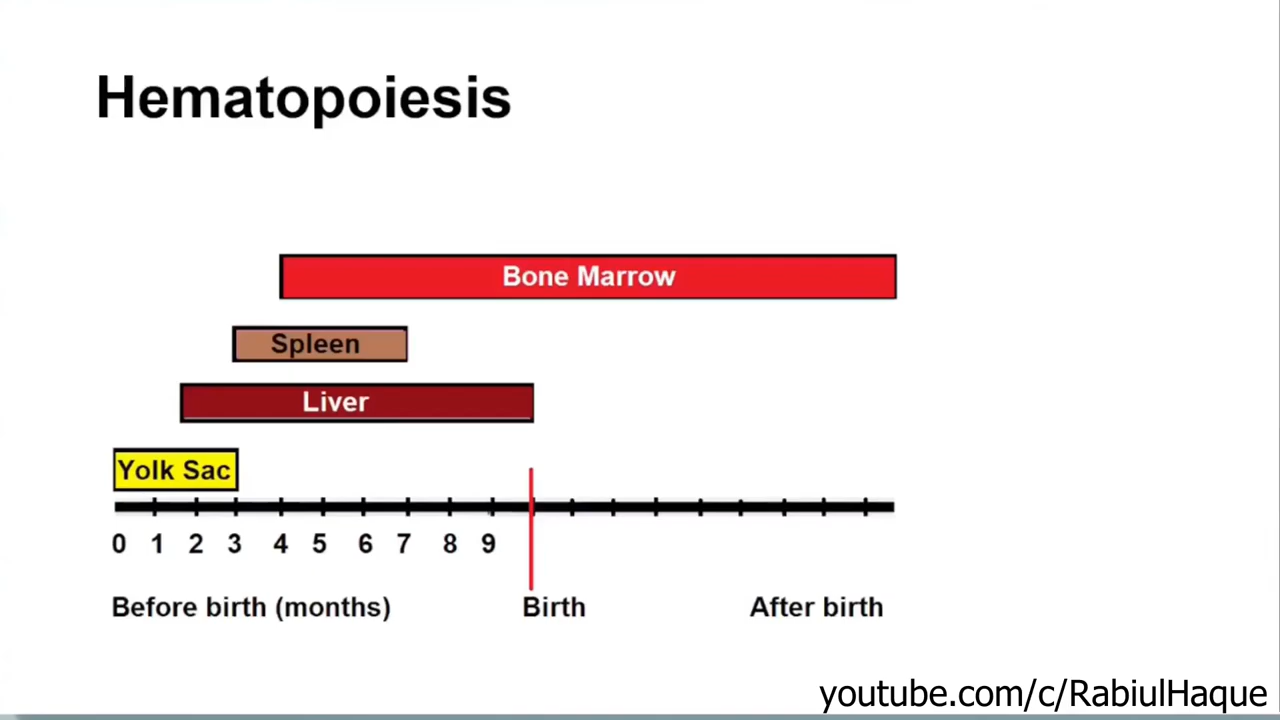 Hematopoiesis
Bone Marrow
Spleen
Liver
Yolk Sac
0 1 2 3 4 5 6 7 8 9
Before birth (months) Birth After birth
youtube.com/c/RabiulHaque